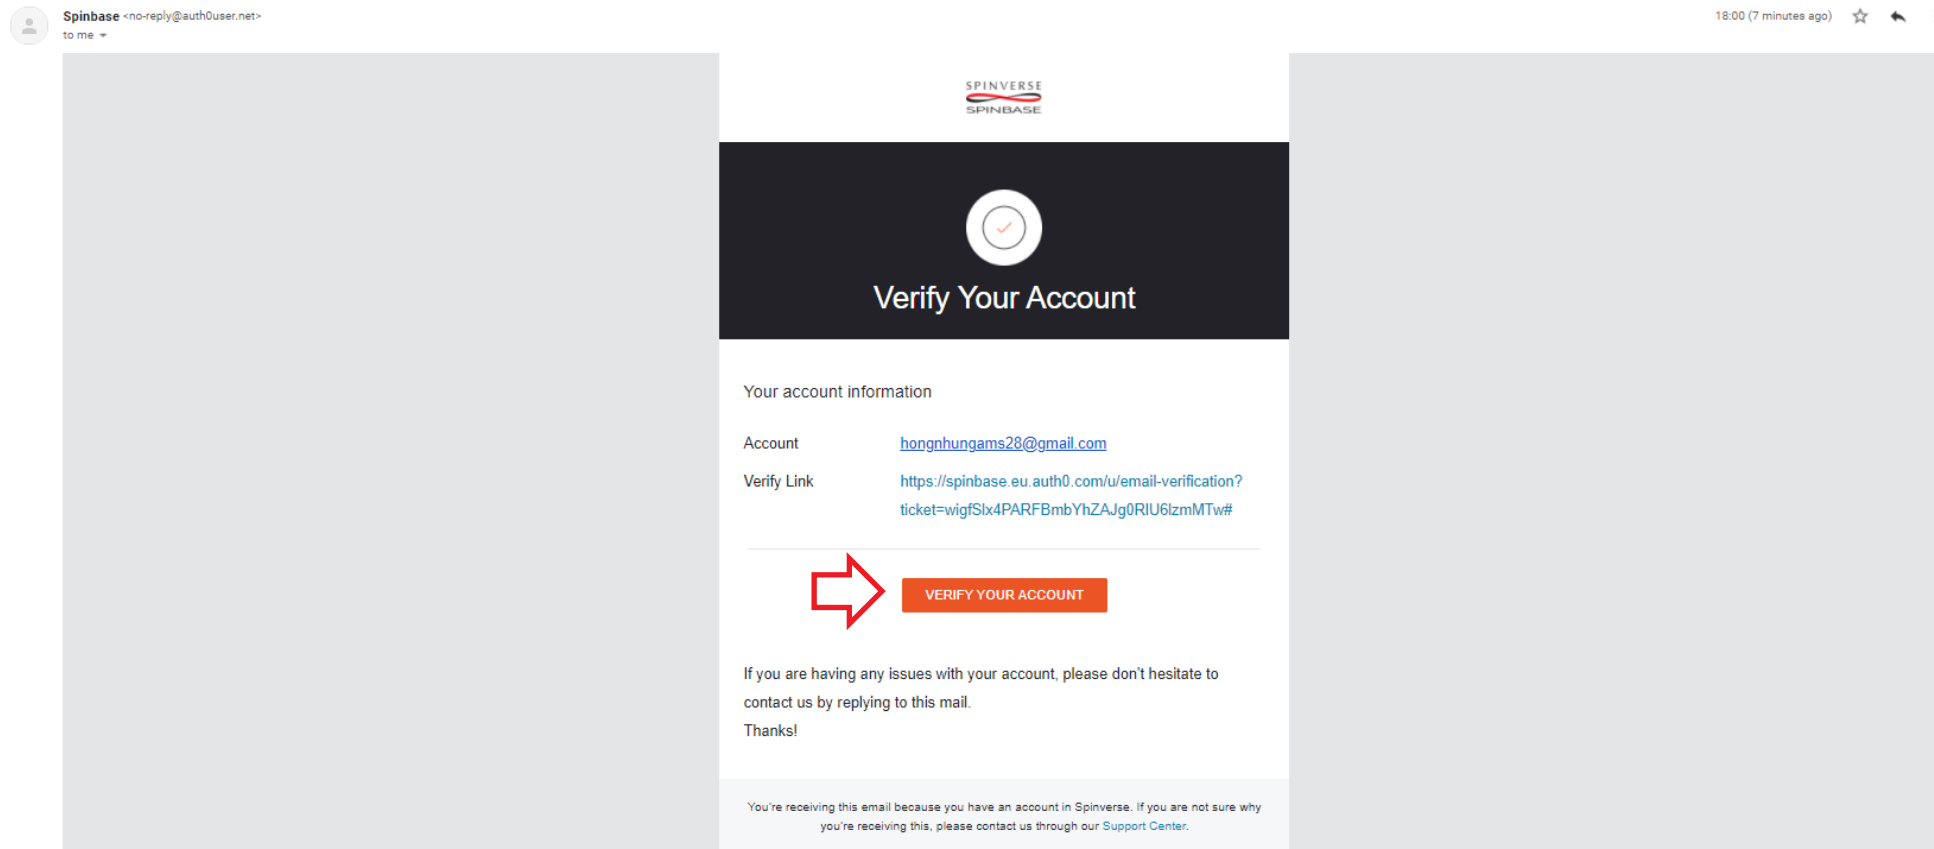 Spinbase <no-reply@auth0user.net>
18:00 (7 minutes ago)
to me
SPINVERSE
SPINBASE
Verify Your Account
Your account information
Account hongnhungams28@gmail.com
Verify Link https://spinbase.eu.auth0.com/u/email-verification?
ticket=wigfSlx4PARFBmbYhZAJg0RlU6lzmMTw#
VERIFY YOUR ACCOUNT
If you are having any issues with your account, please don't hesitate to
contact us by replying to this mail.
Thanks!
You're receiving this email because you have an account in Spinverse. If you are not sure why
you're receiving this, please contact us through our Support Center.